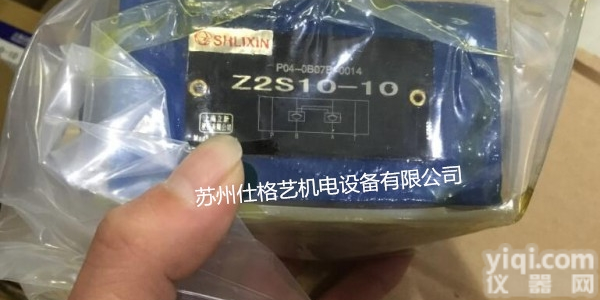 SHLIXIN
P04-0B07B-0014
Z2S10-10
苏州仕格艺机电设备有限公司
yiqi.com
仪器网